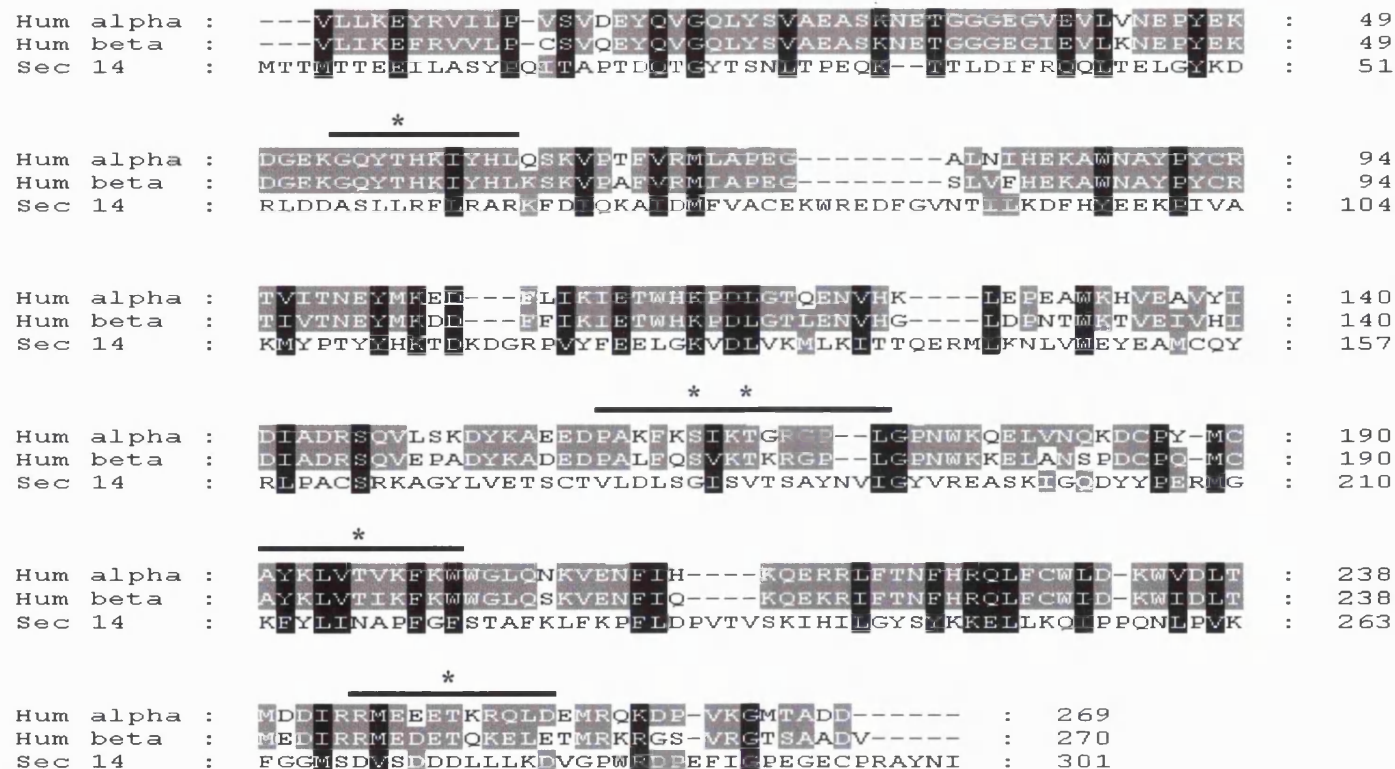 Hum alpha : ---VLLKEYRVILP-VSVDEYQVGQLYSVAEASKNETGGGEGVEVLVNEPYEK : 49
Hum beta : ---VLIKEFRVVLP-CSVQEYQVGQLYSVAEASKNETGGGEGIEVLKNEPYEK : 49
Sec 14 : MTTMTTEEILASYPQITAPTDQTGYTSNLTPEQK--TTLDIFRQQLTELGYKD : 51
*
Hum alpha : DGEKGQYTHKIYHLQSKVPTFVRMLAPEG--------ALNIHEKAWNAYPYCR : 94
Hum beta : DGEKGQYTHKIYHLKSKVPAFVRMIAPEG--------SLVFHEKAWNAYPYCR : 94
Sec 14 : RLDDASLLRFLRARKFDIQKAIDMFVACEKWREDFGVNTILKDFHYEEKPIVA : 104
Hum alpha : TVITNEYMKED---FLIKIETWHKPDLGTQENVHK----LEPEAWKHVEAVYI : 140
Hum beta : TIVTNEYMKDD---FFIKIETWHKPDLGTLENVHG----LDPNTWKTVEIVHI : 140
Sec 14 : KMYPTYYHKTDKDGRPVYFEELGKVDLVKMLKITTQERMLKNLVWEYEAMCQY : 157
* *
Hum alpha : DIADRSQVLSKDYKAEEDPAKFKSIKTGRGP--LGPNWKQELVNQKDCPY-MC : 190
Hum beta : DIADRSQVEPADYKADEDPALFQSVKTKRGP--LGPNWKKELANSPDCPQ-MC : 190
Sec 14 : RLPACSRKAGYLVETSCTVLDLSGISVTSAYNVIGYVREASKIGQDYYPERMG : 210
*
Hum alpha : AYKLVTVKFKWWGLQNKVENFIH----KQERRLFTNFHRQLFCWLD-KWVDLT : 238
Hum beta : AYKLVTIKFKWWGLQSKVENFIQ----KQEKRIFTNFHRQLFCWID-KWIDLT : 238
Sec 14 : KFYLINAPFGFSTAFKLFKPFLDPVTVSKIHILGYSYKKELLKQIPPQNLPVK : 263
*
Hum alpha : MDDIRRMEEETKRQLDEMRQKDP-VKGMTADD------ : 269
Hum beta : MEDIRRMEDETQKELETMRKRGS-VRGTSAADV----- : 270
Sec 14 : FGGMSDVSDDDLLLKDVGPWRDPEFIGPEGECPRAYNI : 301